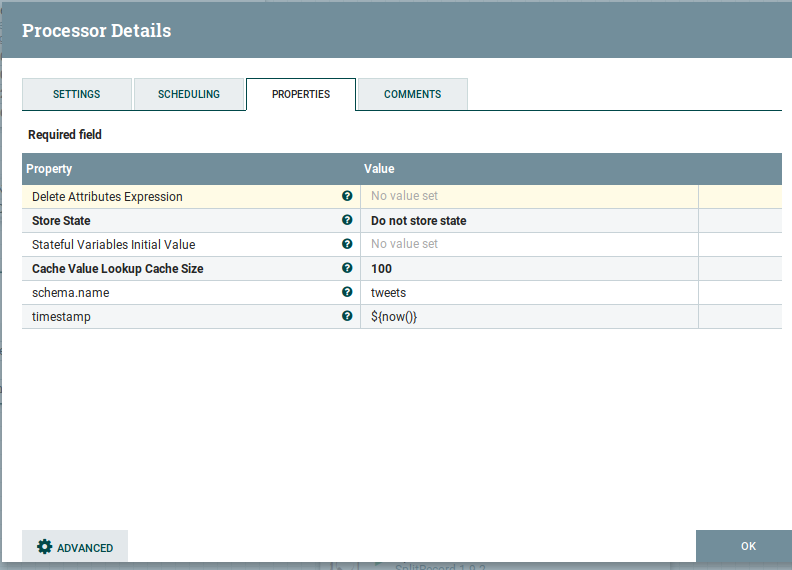 Processor Details
SETTINGS SCHEDULING PROPERTIES COMMENTS
Required field
Property Value
Delete Attributes Expression No value set
Store State Do not store state
Stateful Variables Initial Value No value set
Cache Value Lookup Cache Size 100
schema.name tweets
timestamp ${now()}
ADVANCED OK